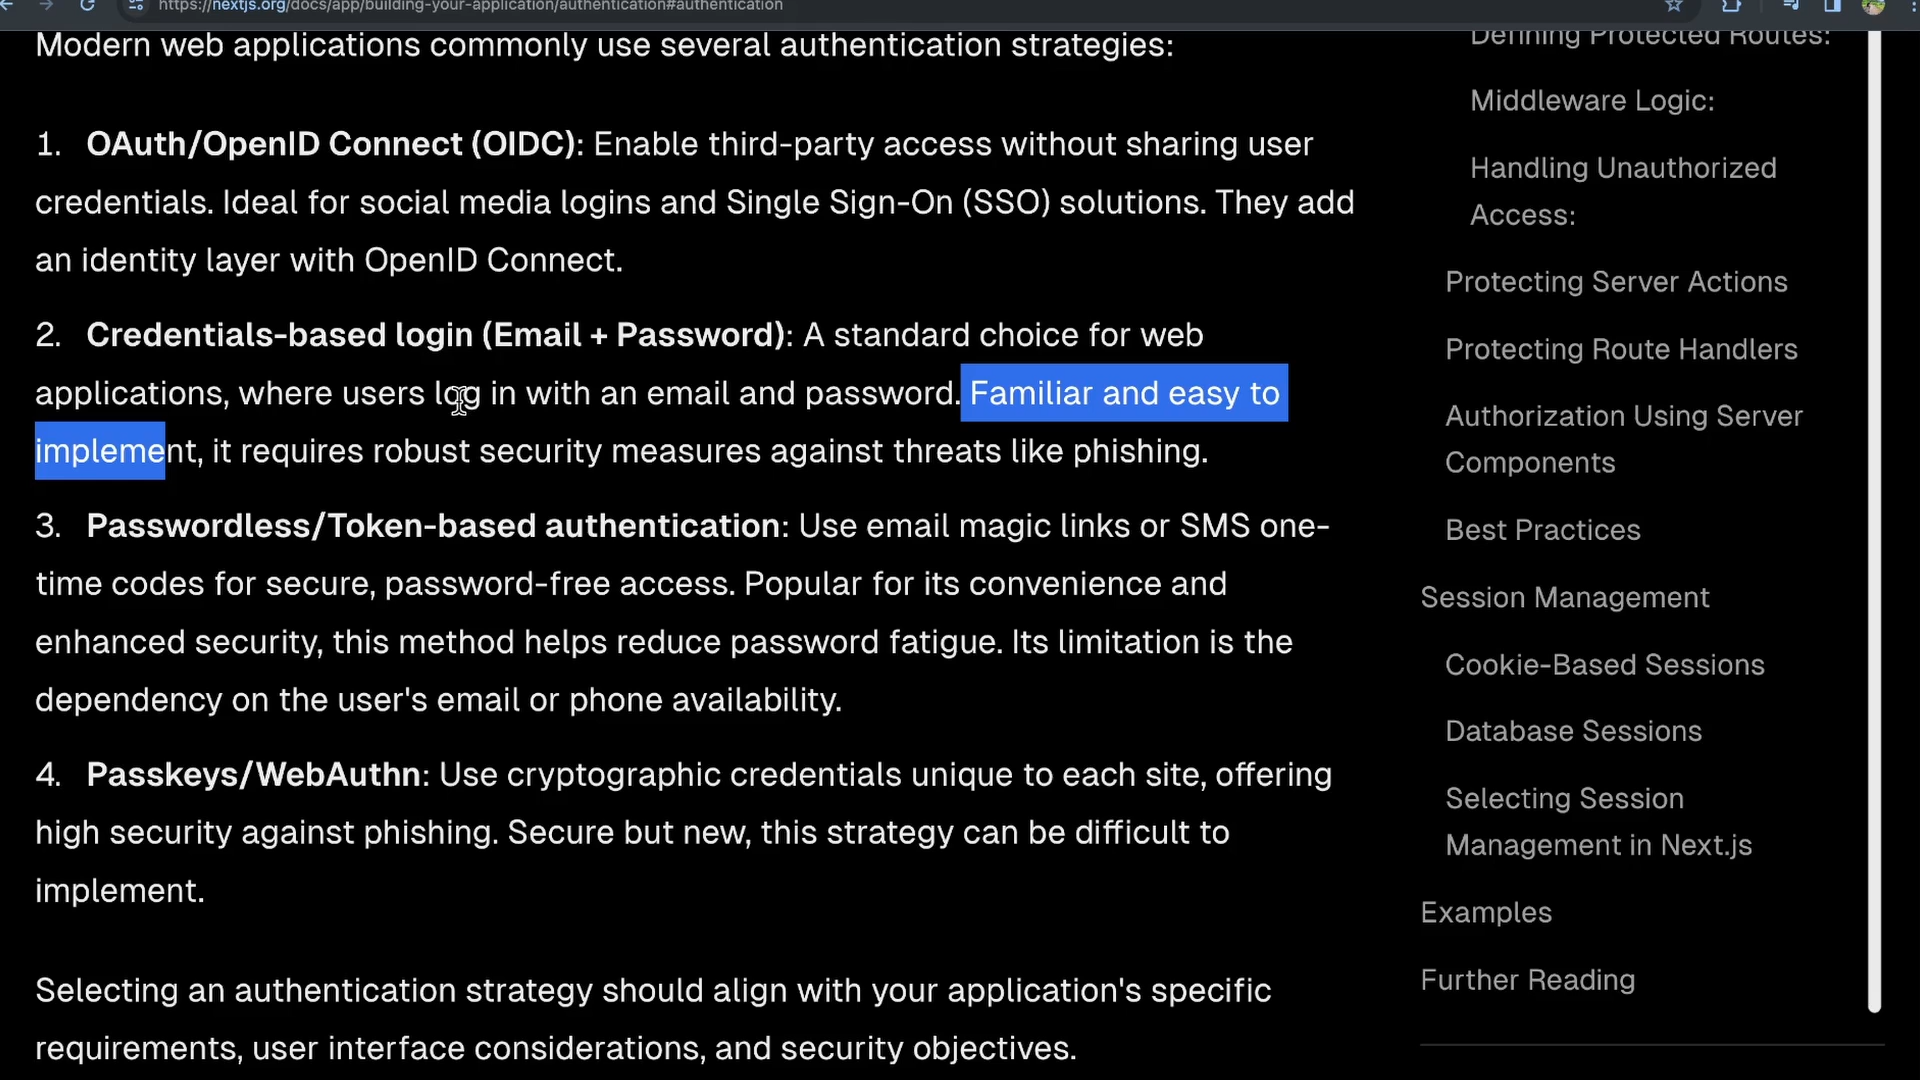 https://nextjs.org/docs/app/building-your-application/authentication#authentication
Modern web applications commonly use several authentication strategies:
1. OAuth/OpenID Connect (OIDC): Enable third-party access without sharing user
credentials. Ideal for social media logins and Single Sign-On (SSO) solutions. They add
an identity layer with OpenID Connect.
2. Credentials-based login (Email + Password): A standard choice for web
applications, where users log in with an email and password. Familiar and easy to
implement, it requires robust security measures against threats like phishing.
3. Passwordless/Token-based authentication: Use email magic links or SMS one-
time codes for secure, password-free access. Popular for its convenience and
enhanced security, this method helps reduce password fatigue. Its limitation is the
dependency on the user's email or phone availability.
4. Passkeys/WebAuthn: Use cryptographic credentials unique to each site, offering
high security against phishing. Secure but new, this strategy can be difficult to
implement.
Selecting an authentication strategy should align with your application's specific
requirements, user interface considerations, and security objectives.
Defining Protected Routes:
Middleware Logic:
Handling Unauthorized
Access:
Protecting Server Actions
Protecting Route Handlers
Authorization Using Server
Components
Best Practices
Session Management
Cookie-Based Sessions
Database Sessions
Selecting Session
Management in Next.js
Examples
Further Reading